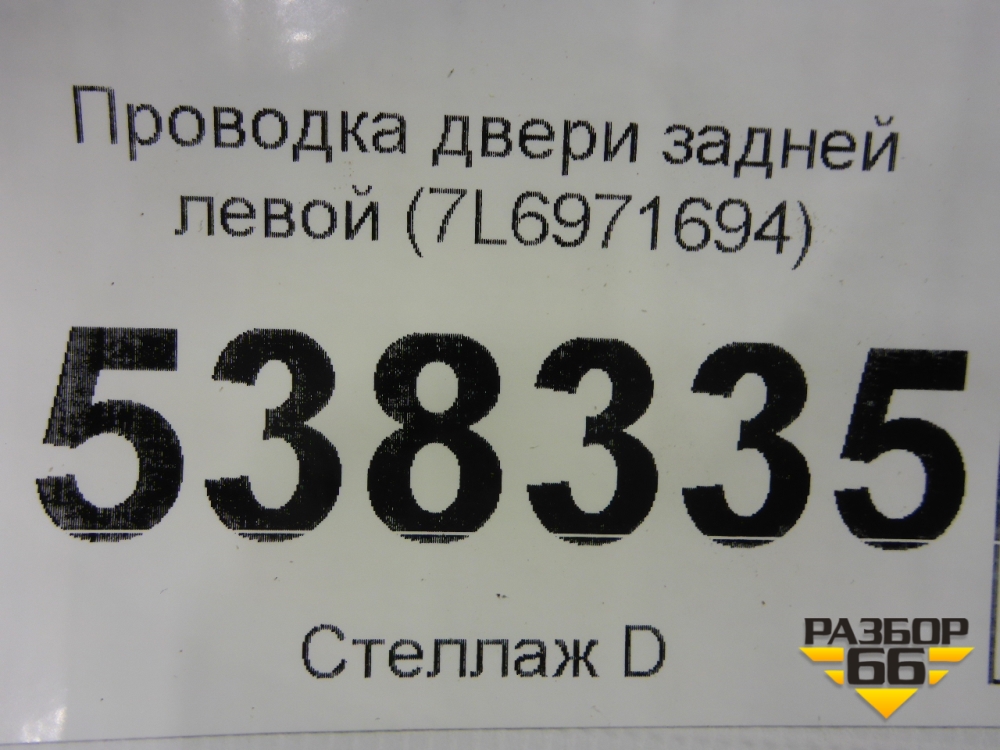 Проводка двери задней
левой (7L6971694)
538335
Стеллаж D
РАЗБОР
66